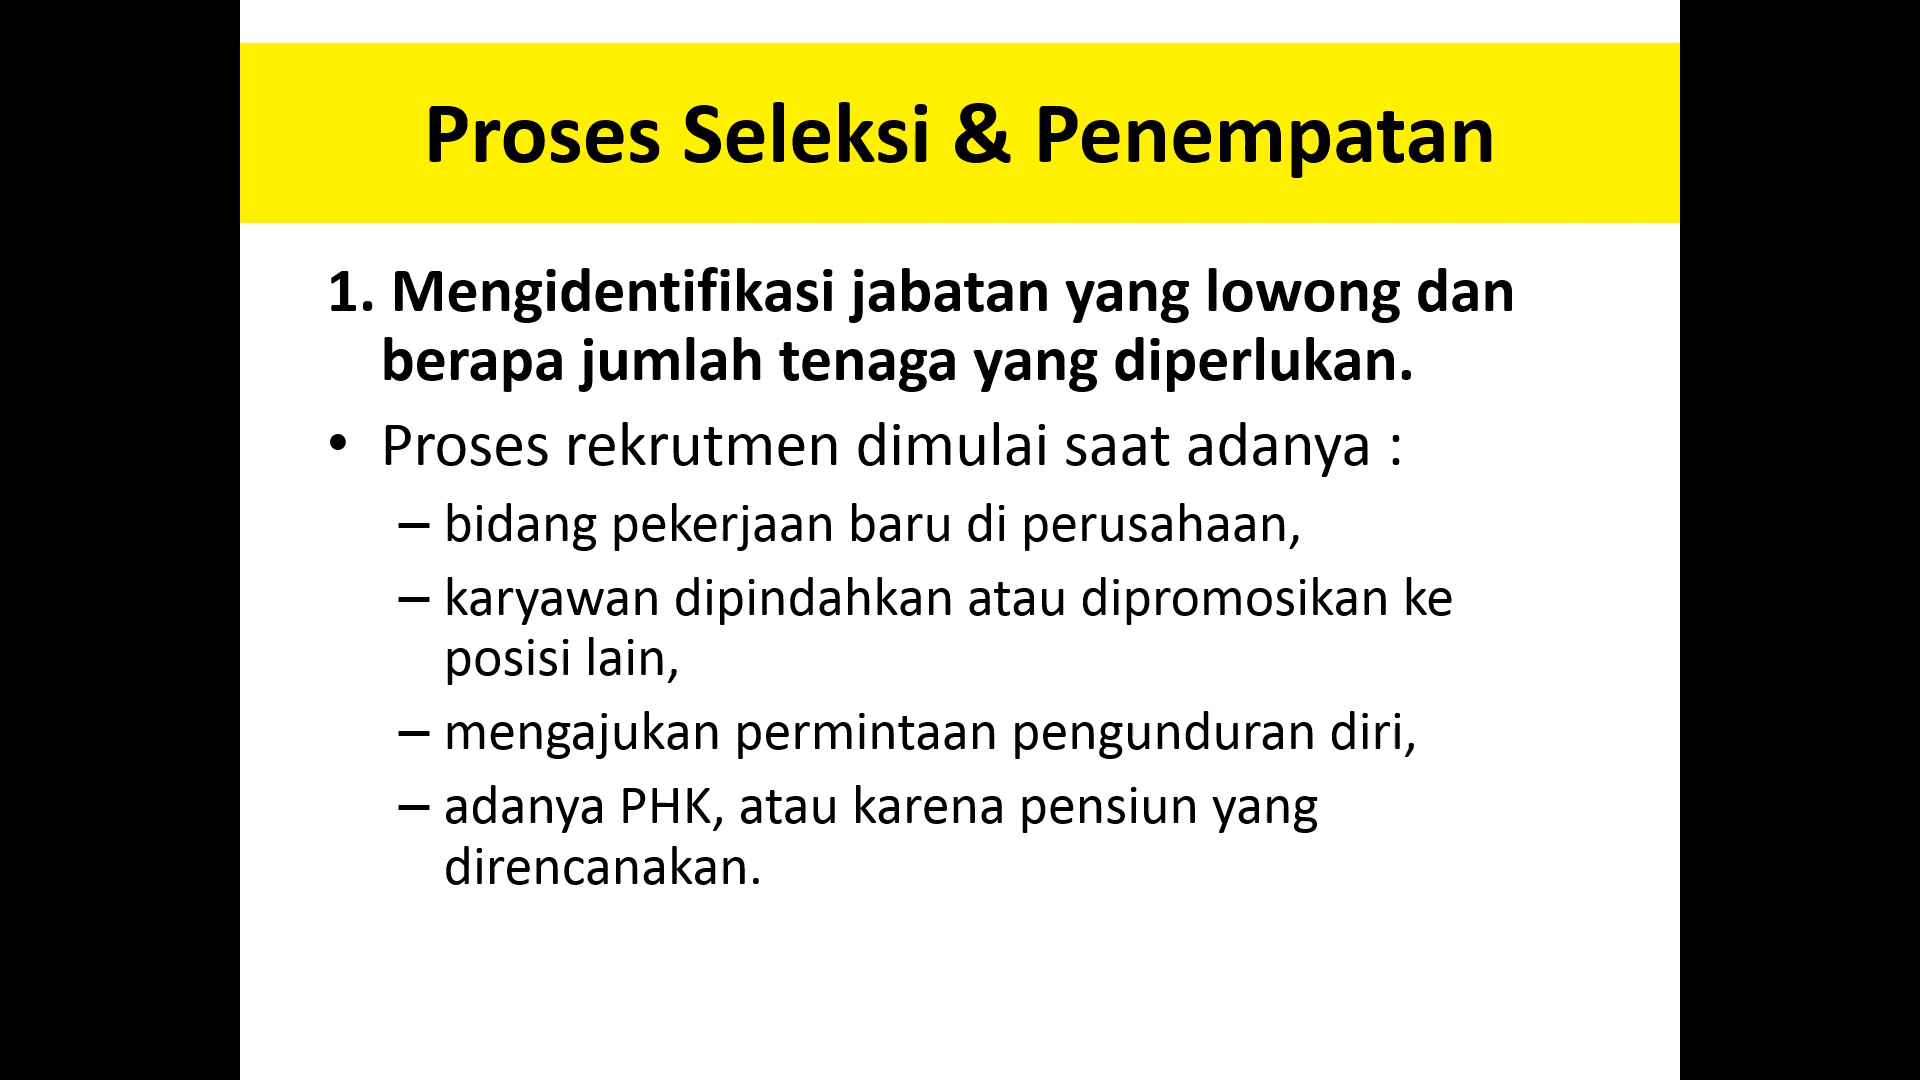 Proses Seleksi & Penempatan
1. Mengidentifikasi jabatan yang lowong dan
berapa jumlah tenaga yang diperlukan.
• Proses rekrutmen dimulai saat adanya :
– bidang pekerjaan baru di perusahaan,
– karyawan dipindahkan atau dipromosikan ke
posisi lain,
– mengajukan permintaan pengunduran diri,
– adanya PHK, atau karena pensiun yang
direncanakan.